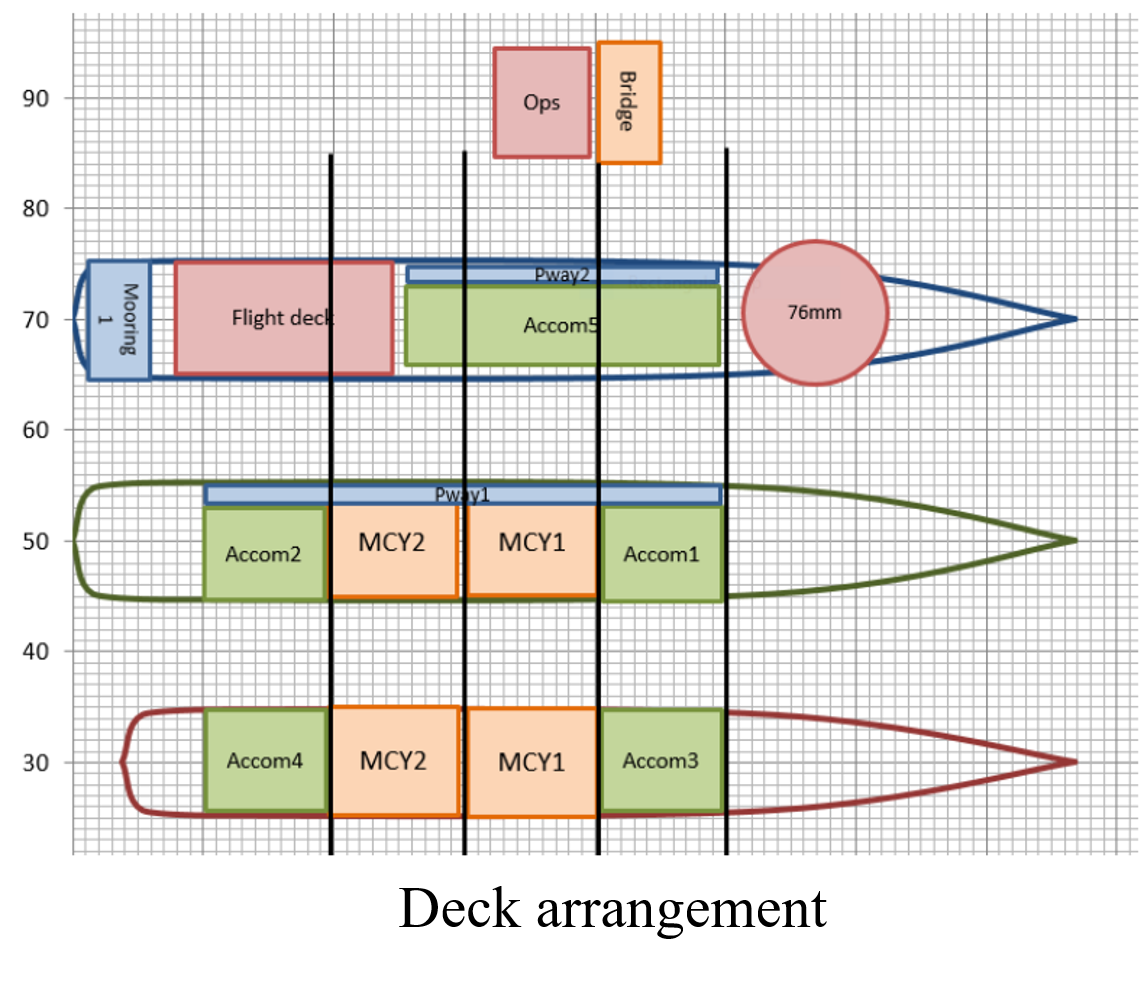 90
Ops
Bridge
80
Pway2
Mooring
1
Flight deck
Accom5
76mm
70
60
Pway1
50
Accom2
MCY2
MCY1
Accom1
40
30
Accom4
MCY2
MCY1
Accom3
Deck arrangement